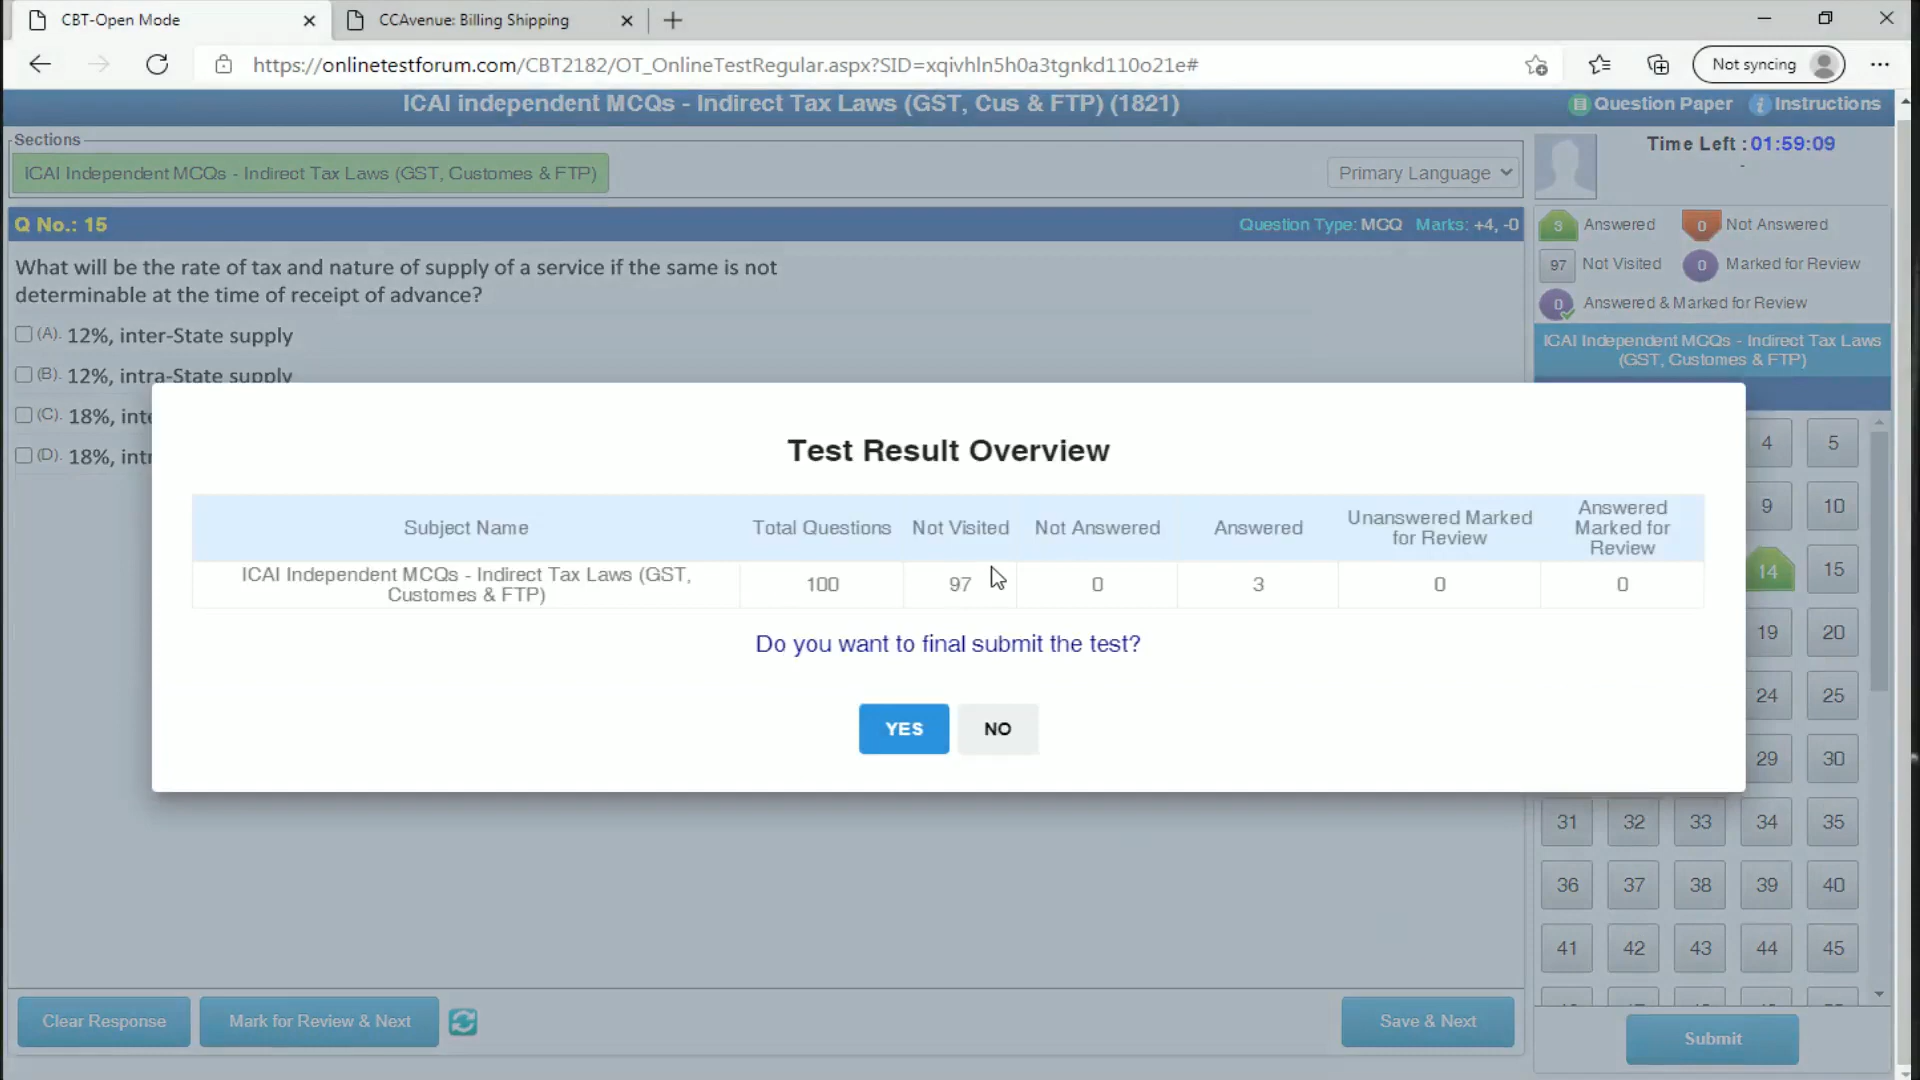 CBT-Open Mode
CCAvenue: Billing Shipping
https://onlinetestforum.com/CBT2182/OT_OnlineTestRegular.aspx?SID=xqivhln5h0a3tgnkd110o21e#
Not syncing
ICAI independent MCQs - Indirect Tax Laws (GST, Cus & FTP) (1821)
Question Paper
Instructions
Sections
ICAI Independent MCQs - Indirect Tax Laws (GST, Customes & FTP)
Primary Language
Time Left : 01:59:09
-
Q No.: 15
Question Type: MCQ Marks: +4, -0
3 Answered
0 Not Answered
97 Not Visited
0 Marked for Review
0 Answered & Marked for Review
What will be the rate of tax and nature of supply of a service if the same is not
determinable at the time of receipt of advance?
(A). 12%, inter-State supply
(B). 12%, intra-State supply
(C). 18%, inte
(D). 18%, intr
ICAI Independent MCQs - Indirect Tax Laws
(GST, Customes & FTP)
Test Result Overview
Subject Name
Total Questions
Not Visited
Not Answered
Answered
Unanswered Marked
for Review
Answered
Marked for
Review
ICAI Independent MCQs - Indirect Tax Laws (GST,
Customes & FTP)
100
97
0
3
0
0
Do you want to final submit the test?
YES
NO
4 5
9 10
14 15
19 20
24 25
29 30
31 32 33 34 35
36 37 38 39 40
41 42 43 44 45
Clear Response
Mark for Review & Next
Save & Next
Submit